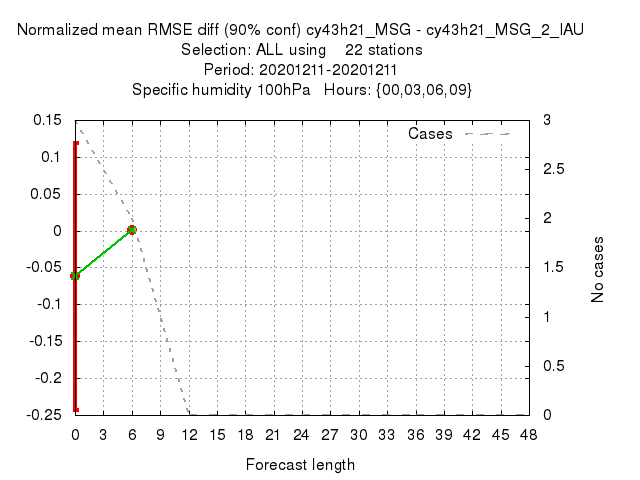 Normalized mean RMSE diff (90% conf) cy43h21_MSG - cy43h21_MSG_2_IAU
Selection: ALL using    22 stations
Period: 20201211-20201211
Specific humidity 100hPa   Hours: {00,03,06,09}
Cases
0.15
0.1
0.05
0
-0.05
-0.1
-0.15
-0.2
-0.25
3
2.5
2
1.5
1
0.5
0
No cases
0 3 6 9 12 15 18 21 24 27 30 33 36 39 42 45 48
Forecast length